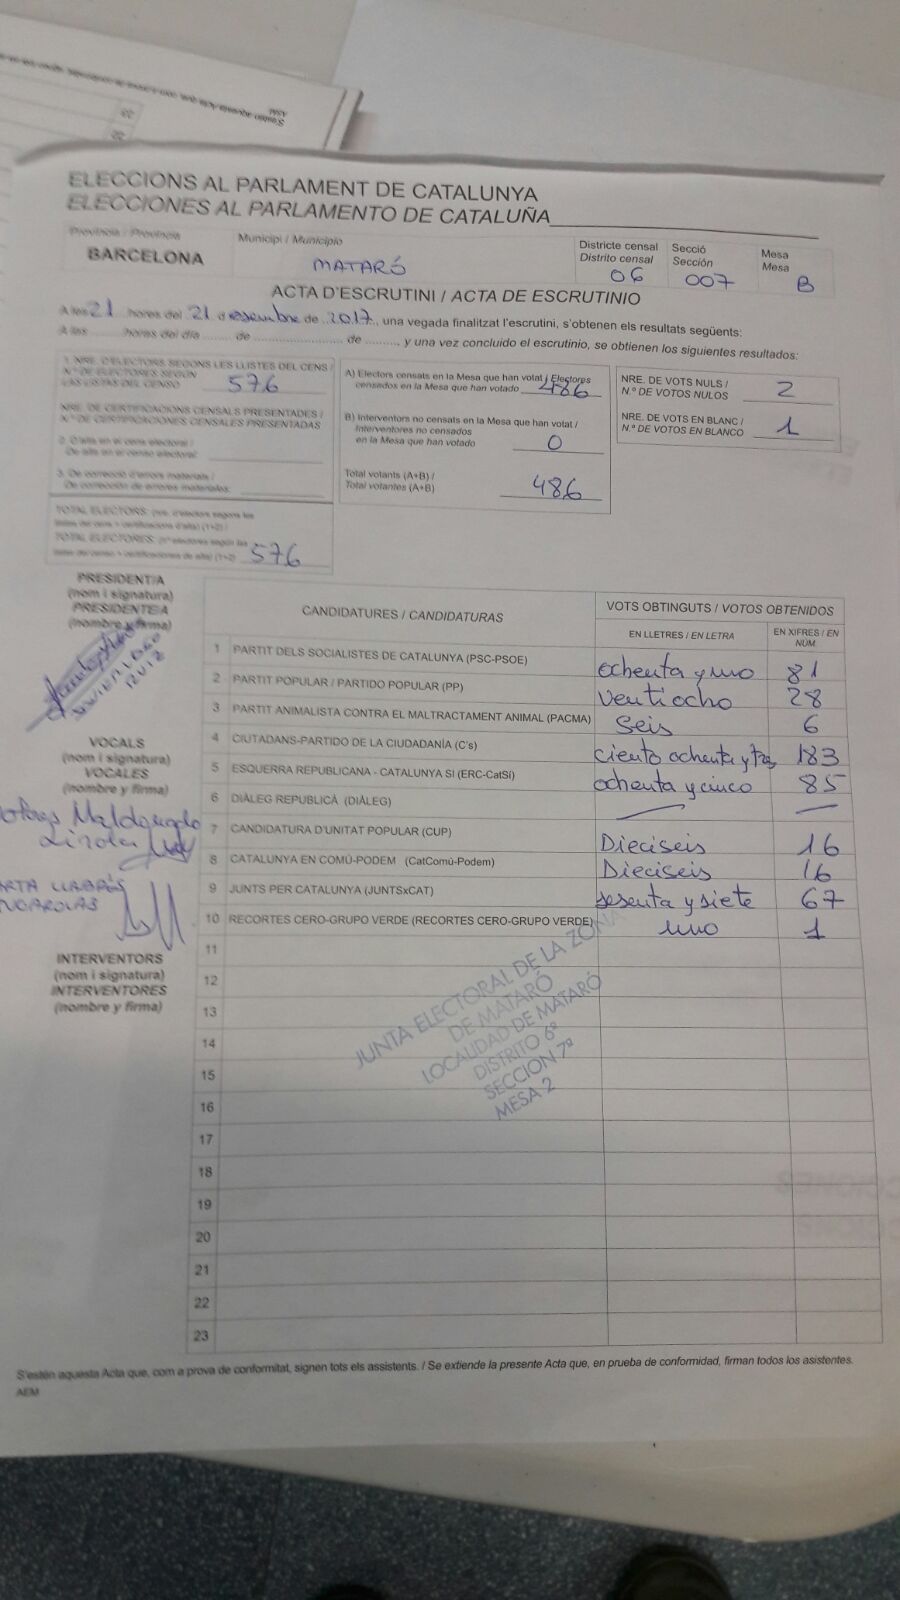 ELECCIONS AL PARLAMENT DE CATALUNYA
ELECCIONES AL PARLAMENTO DE CATALUÑA
Província / Provincia
BARCELONA
Municipi / Municipio
MATARÓ
Districte censal
Distrito censal
06
Secció
Sección
007
Mesa
Mesa
B
ACTA D'ESCRUTINI / ACTA DE ESCRUTINIO
A les 21 hores del 21 de desembre de 2017, una vegada finalitzat l'escrutini, s'obtenen els resultats següents:
A las ........ horas del día ........ de ........................ de ........, y una vez concluido el escrutinio, se obtienen los siguientes resultados:
1. NRE. D'ELECTORS SEGONS LES LLISTES DEL CENS /
N.º DE ELECTORES SEGÚN
LAS LISTAS DEL CENSO 576
NRE. DE CERTIFICACIONS CENSALS PRESENTADES /
N.º DE CERTIFICACIONES CENSALES PRESENTADAS
2. D'alta en el cens electoral /
De alta en el censo electoral:
3. De correcció d'errors materials /
De corrección de errores materiales:
TOTAL ELECTORS: (nre. d'electors segons les
llistes del cens + certificacions d'alta) (1+2) /
TOTAL ELECTORES: (nº electores según las
listas del censo + certificaciones de alta) (1+2) 576
A) Electors censats en la Mesa que han votat / Electores
censados en la Mesa que han votado 486
B) Interventors no censats en la Mesa que han votat /
Interventores no censados
en la Mesa que han votado 0
Total votants (A+B) /
Total votantes (A+B) 486
NRE. DE VOTS NULS /
N.º DE VOTOS NULOS 2
NRE. DE VOTS EN BLANC /
N.º DE VOTOS EN BLANCO 1
PRESIDENT/A
(nom i signatura)
PRESIDENTE/A
(nombre y firma)
VOCALS
(nom i signatura)
VOCALES
(nombre y firma)
Maldonado
INTERVENTORS
(nom i signatura)
INTERVENTORES
(nombre y firma)
CANDIDATURES / CANDIDATURAS
VOTS OBTINGUTS / VOTOS OBTENIDOS
EN LLETRES / EN LETRA
EN XIFRES / EN NÚM.
1 PARTIT DELS SOCIALISTES DE CATALUNYA (PSC-PSOE) ochenta y uno 81
2 PARTIT POPULAR / PARTIDO POPULAR (PP) Ventiocho 28
3 PARTIT ANIMALISTA CONTRA EL MALTRACTAMENT ANIMAL (PACMA) Seis 6
4 CIUTADANS-PARTIDO DE LA CIUDADANÍA (C's) ciento ochenta y tres 183
5 ESQUERRA REPUBLICANA - CATALUNYA SÍ (ERC-CatSí) ochenta y cinco 85
6 DIÀLEG REPUBLICÀ (DIÀLEG) — —
7 CANDIDATURA D'UNITAT POPULAR (CUP) Dieciseis 16
8 CATALUNYA EN COMÚ-PODEM (CatComú-Podem) Dieciseis 16
9 JUNTS PER CATALUNYA (JUNTSxCAT) sesenta y siete 67
10 RECORTES CERO-GRUPO VERDE (RECORTES CERO-GRUPO VERDE) uno 1
11
12
13
14
15
16
17
18
19
20
21
22
23
JUNTA ELECTORAL DE LA ZONA
DE MATARÓ
LOCALIDAD DE MATARÓ
DISTRITO 6º
SECCION 7ª
MESA 2
S'estén aquesta Acta que, com a prova de conformitat, signen tots els assistents. / Se extiende la presente Acta que, en prueba de conformidad, firman todos los asistentes.
AEM